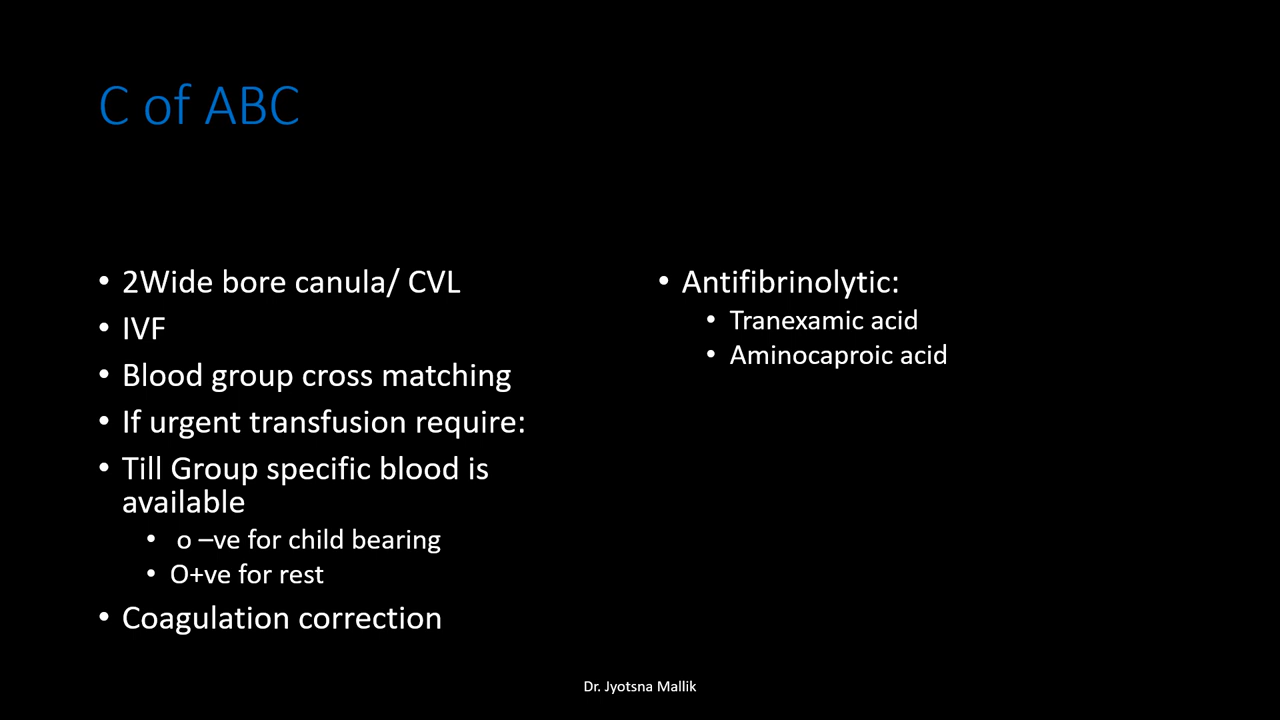 C of ABC
• 2Wide bore canula/ CVL
• IVF
• Blood group cross matching
• If urgent transfusion require:
• Till Group specific blood is
available
• o –ve for child bearing
• O+ve for rest
• Coagulation correction
• Antifibrinolytic:
• Tranexamic acid
• Aminocaproic acid
Dr. Jyotsna Mallik